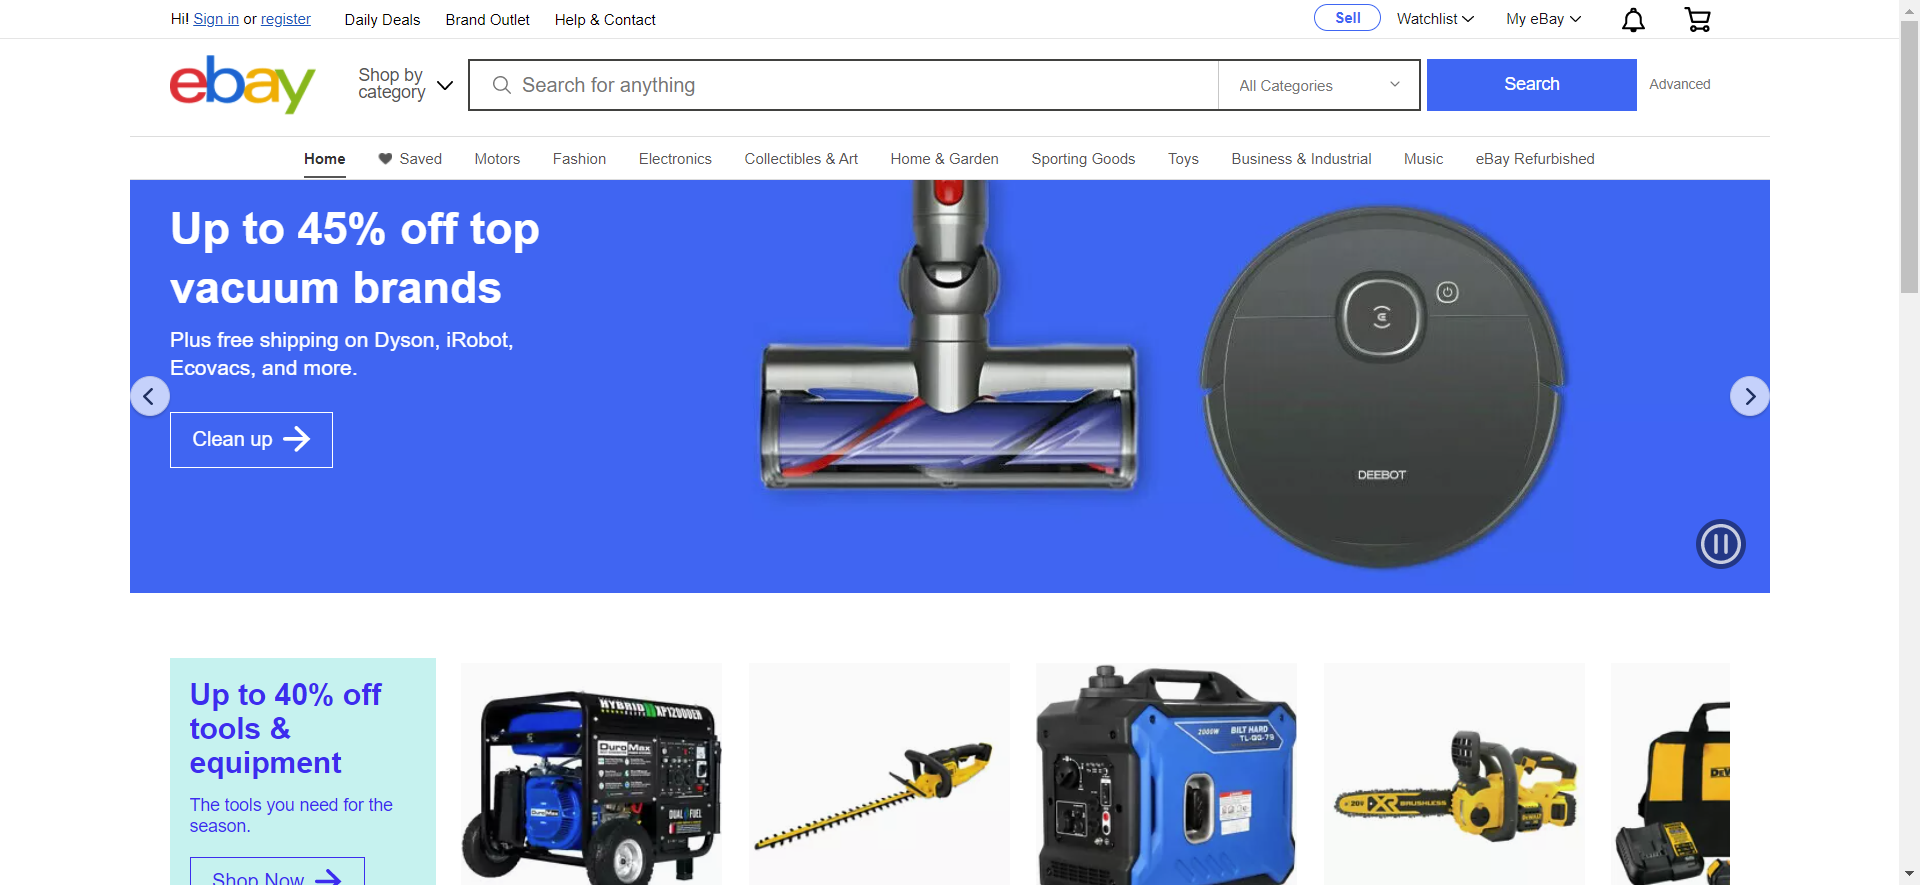 Hi! Sign in or register
Daily Deals
Brand Outlet
Help & Contact
Sell
Watchlist
My eBay
ebay
Shop by
category
Search for anything
All Categories
Search
Advanced
Home
Saved
Motors
Fashion
Electronics
Collectibles & Art
Home & Garden
Sporting Goods
Toys
Business & Industrial
Music
eBay Refurbished
Up to 45% off top
vacuum brands
Plus free shipping on Dyson, iRobot,
Ecovacs, and more.
Clean up
DEEBOT
Up to 40% off
tools &
equipment
The tools you need for the
season.
Shop Now
HYBRID XP12000EH
DuroMax
DuroMax
DUAL FUEL
2000W BILT HARD
TL-GG-79
20V XR BRUSHLESS
DEWALT